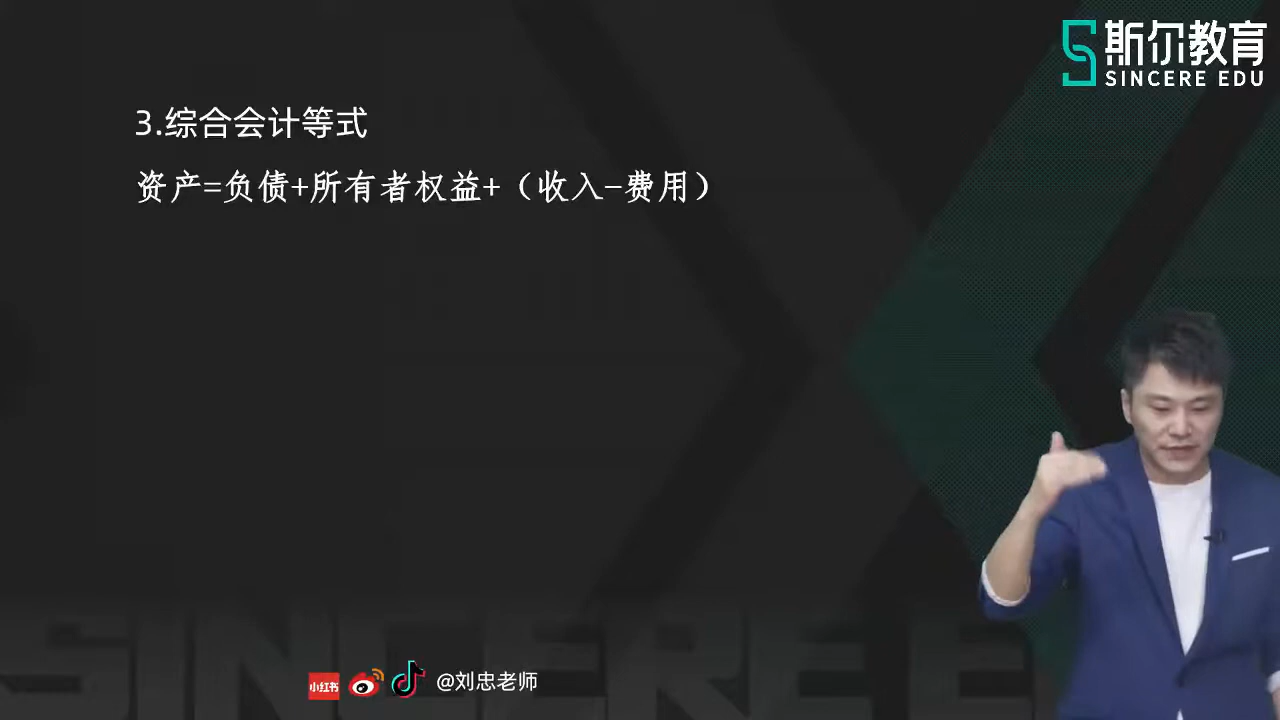 斯尔教育
SINCERE EDU
3.综合会计等式
资产=负债+所有者权益+（收入-费用）
SINCERE E
小红书
@刘忠老师